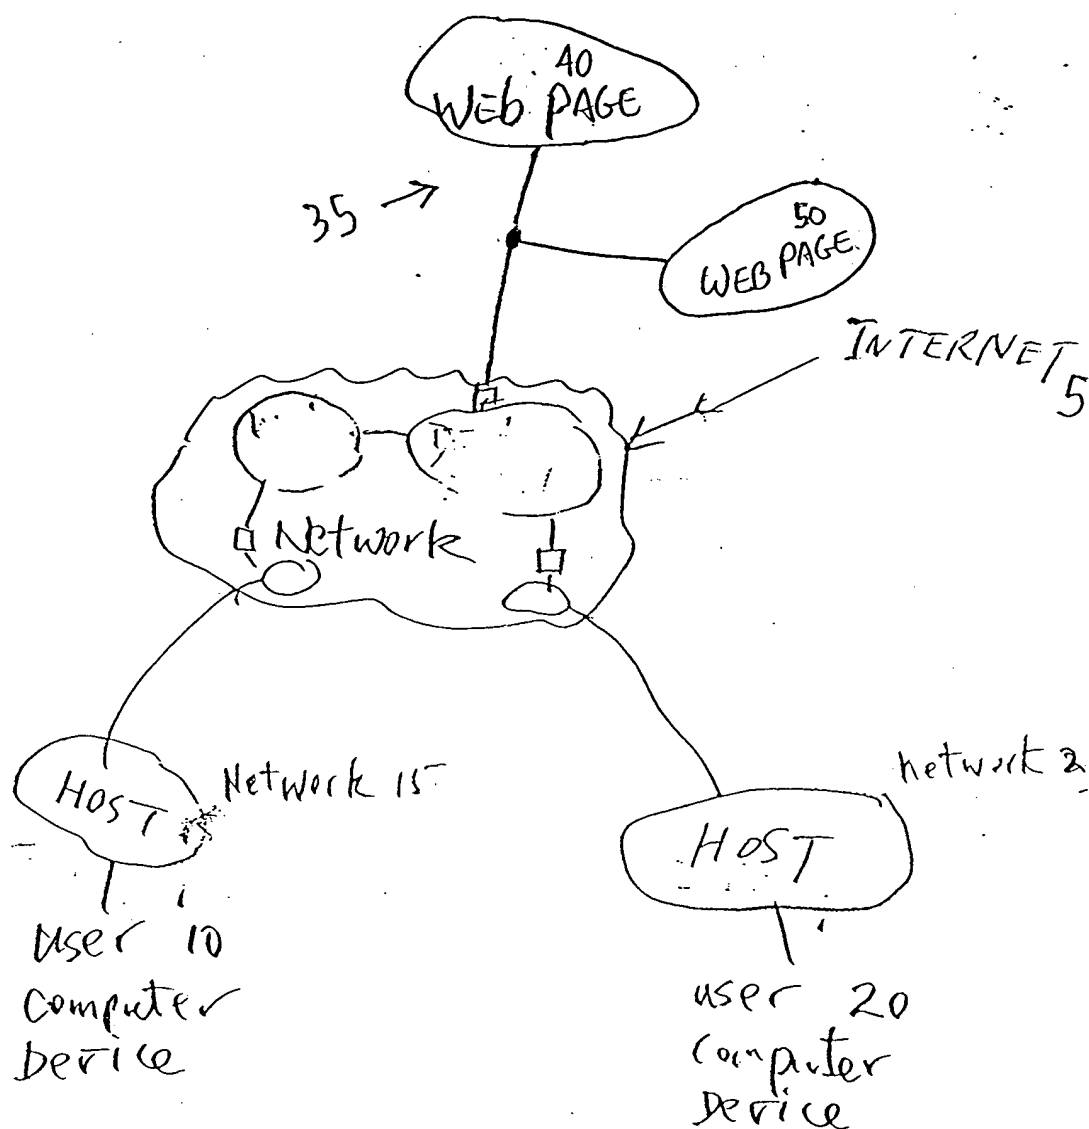 40
Web PAGE
35
50
WEB PAGE
INTERNET
5
Network
HOST
Network 15
network 2
HOST
user 10
computer
Device
user 20
computer
Device